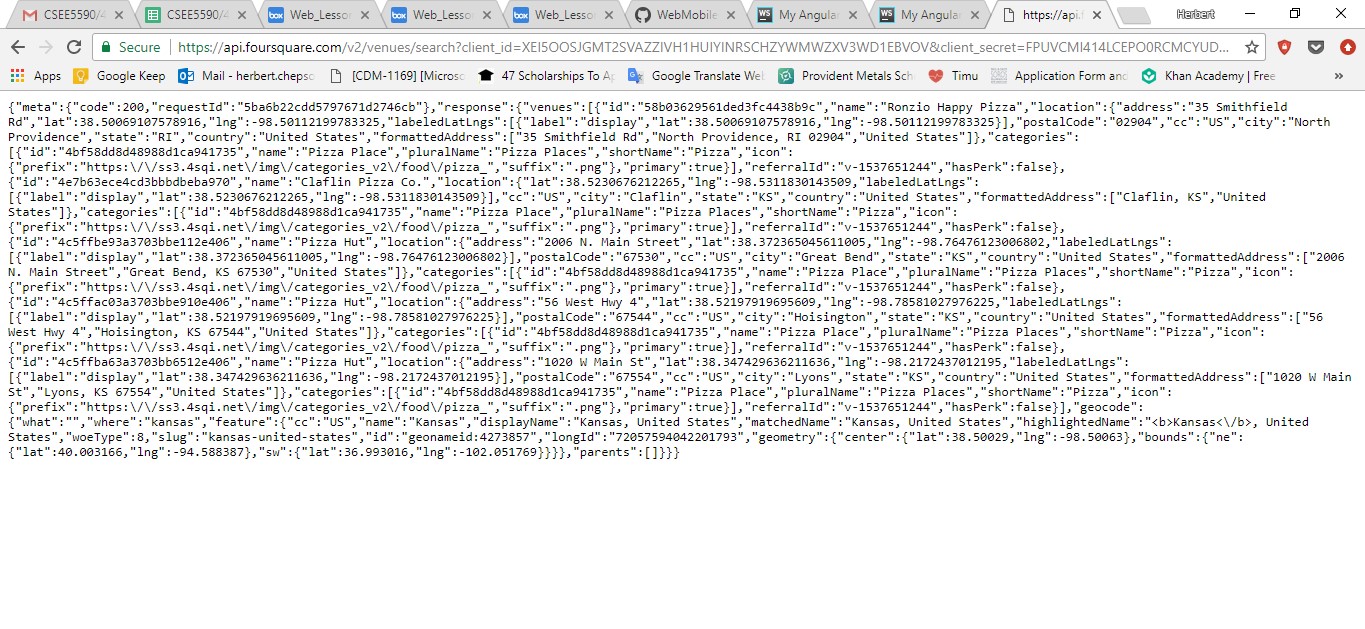 CSEE5590/4
CSEE5590/4
Web_Lesso
Web_Lesso
Web_Lesso
WebMobile
My Angula
My Angula
https://api.f
Herbert
Secure
https://api.foursquare.com/v2/venues/search?client_id=XEI5OOSJGMT2SVAZZIVH1HUIYINRSCHZYWMWZXV3WD1EBVOV&client_secret=FPUVCMI414LCEPO0RCMCYUD...
Apps
Google Keep
Mail - herbert.chepso
[CDM-1169] [Microso
47 Scholarships To Ap
Google Translate Web
Provident Metals Sch
Timu
Application Form and
Khan Academy | Free
»
{"meta":{"code":200,"requestId":"5ba6b22cdd5797671d2746cb"},"response":{"venues":[{"id":"58b03629561ded3fc4438b9c","name":"Ronzio Happy Pizza","location":{"address":"35 Smithfield
Rd","lat":38.50069107578916,"lng":-98.50112199783325,"labeledLatLngs":[{"label":"display","lat":38.50069107578916,"lng":-98.50112199783325}],"postalCode":"02904","cc":"US","city":"North
Providence","state":"RI","country":"United States","formattedAddress":["35 Smithfield Rd","North Providence, RI 02904","United States"]},"categories":
[{"id":"4bf58dd8d48988d1ca941735","name":"Pizza Place","pluralName":"Pizza Places","shortName":"Pizza","icon":
{"prefix":"https:\/\/ss3.4sqi.net\/img\/categories_v2\/food\/pizza_","suffix":".png"},"primary":true}],"referralId":"v-1537651244","hasPerk":false},
{"id":"4e7b63ece4cd3bbbdbeba970","name":"Claflin Pizza Co.","location":{"lat":38.5230676212265,"lng":-98.5311830143509,"labeledLatLngs":
[{"label":"display","lat":38.5230676212265,"lng":-98.5311830143509}],"cc":"US","city":"Claflin","state":"KS","country":"United States","formattedAddress":["Claflin, KS","United
States"]},"categories":[{"id":"4bf58dd8d48988d1ca941735","name":"Pizza Place","pluralName":"Pizza Places","shortName":"Pizza","icon":
{"prefix":"https:\/\/ss3.4sqi.net\/img\/categories_v2\/food\/pizza_","suffix":".png"},"primary":true}],"referralId":"v-1537651244","hasPerk":false},
{"id":"4c5ffbe93a3703bbe112e406","name":"Pizza Hut","location":{"address":"2006 N. Main Street","lat":38.372365045611005,"lng":-98.76476123006802,"labeledLatLngs":
[{"label":"display","lat":38.372365045611005,"lng":-98.76476123006802}],"postalCode":"67530","cc":"US","city":"Great Bend","state":"KS","country":"United States","formattedAddress":["2006
N. Main Street","Great Bend, KS 67530","United States"]},"categories":[{"id":"4bf58dd8d48988d1ca941735","name":"Pizza Place","pluralName":"Pizza Places","shortName":"Pizza","icon":
{"prefix":"https:\/\/ss3.4sqi.net\/img\/categories_v2\/food\/pizza_","suffix":".png"},"primary":true}],"referralId":"v-1537651244","hasPerk":false},
{"id":"4c5ffac03a3703bbe910e406","name":"Pizza Hut","location":{"address":"56 West Hwy 4","lat":38.52197919695609,"lng":-98.78581027976225,"labeledLatLngs":
[{"label":"display","lat":38.52197919695609,"lng":-98.78581027976225}],"postalCode":"67544","cc":"US","city":"Hoisington","state":"KS","country":"United States","formattedAddress":["56
West Hwy 4","Hoisington, KS 67544","United States"]},"categories":[{"id":"4bf58dd8d48988d1ca941735","name":"Pizza Place","pluralName":"Pizza Places","shortName":"Pizza","icon":
{"prefix":"https:\/\/ss3.4sqi.net\/img\/categories_v2\/food\/pizza_","suffix":".png"},"primary":true}],"referralId":"v-1537651244","hasPerk":false},
{"id":"4c5ffba63a3703bb6512e406","name":"Pizza Hut","location":{"address":"1020 W Main St","lat":38.347429636211636,"lng":-98.2172437012195,"labeledLatLngs":
[{"label":"display","lat":38.347429636211636,"lng":-98.2172437012195}],"postalCode":"67554","cc":"US","city":"Lyons","state":"KS","country":"United States","formattedAddress":["1020 W Main
St","Lyons, KS 67554","United States"]},"categories":[{"id":"4bf58dd8d48988d1ca941735","name":"Pizza Place","pluralName":"Pizza Places","shortName":"Pizza","icon":
{"prefix":"https:\/\/ss3.4sqi.net\/img\/categories_v2\/food\/pizza_","suffix":".png"},"primary":true}],"referralId":"v-1537651244","hasPerk":false}],"geocode":
{"what":"","where":"kansas","feature":{"cc":"US","name":"Kansas","displayName":"Kansas, United States","matchedName":"Kansas, United States","highlightedName":"<b>Kansas<\/b>, United
States","woeType":8,"slug":"kansas-united-states","id":"geonameid:4273857","longId":"72057594042201793","geometry":{"center":{"lat":38.50029,"lng":-98.50063},"bounds":{"ne":
{"lat":40.003166,"lng":-94.588387},"sw":{"lat":36.993016,"lng":-102.051769}}}},"parents":[]}}}